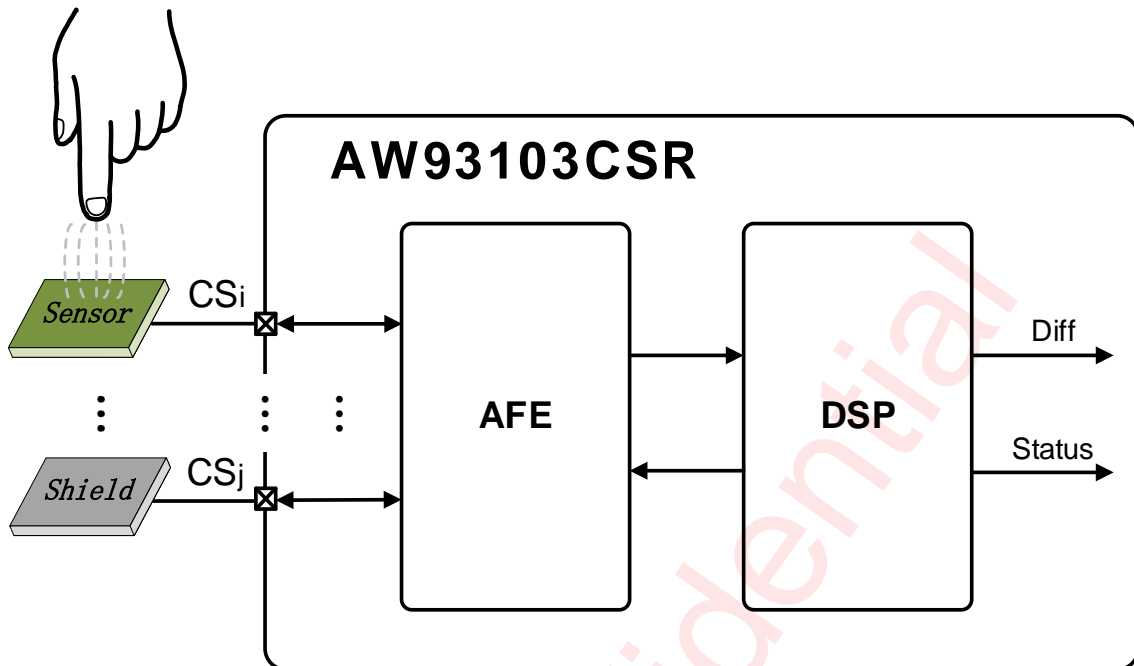 AW93103CSR
CSi
Sensor
Diff
AFE
DSP
Status
CSj
Shield